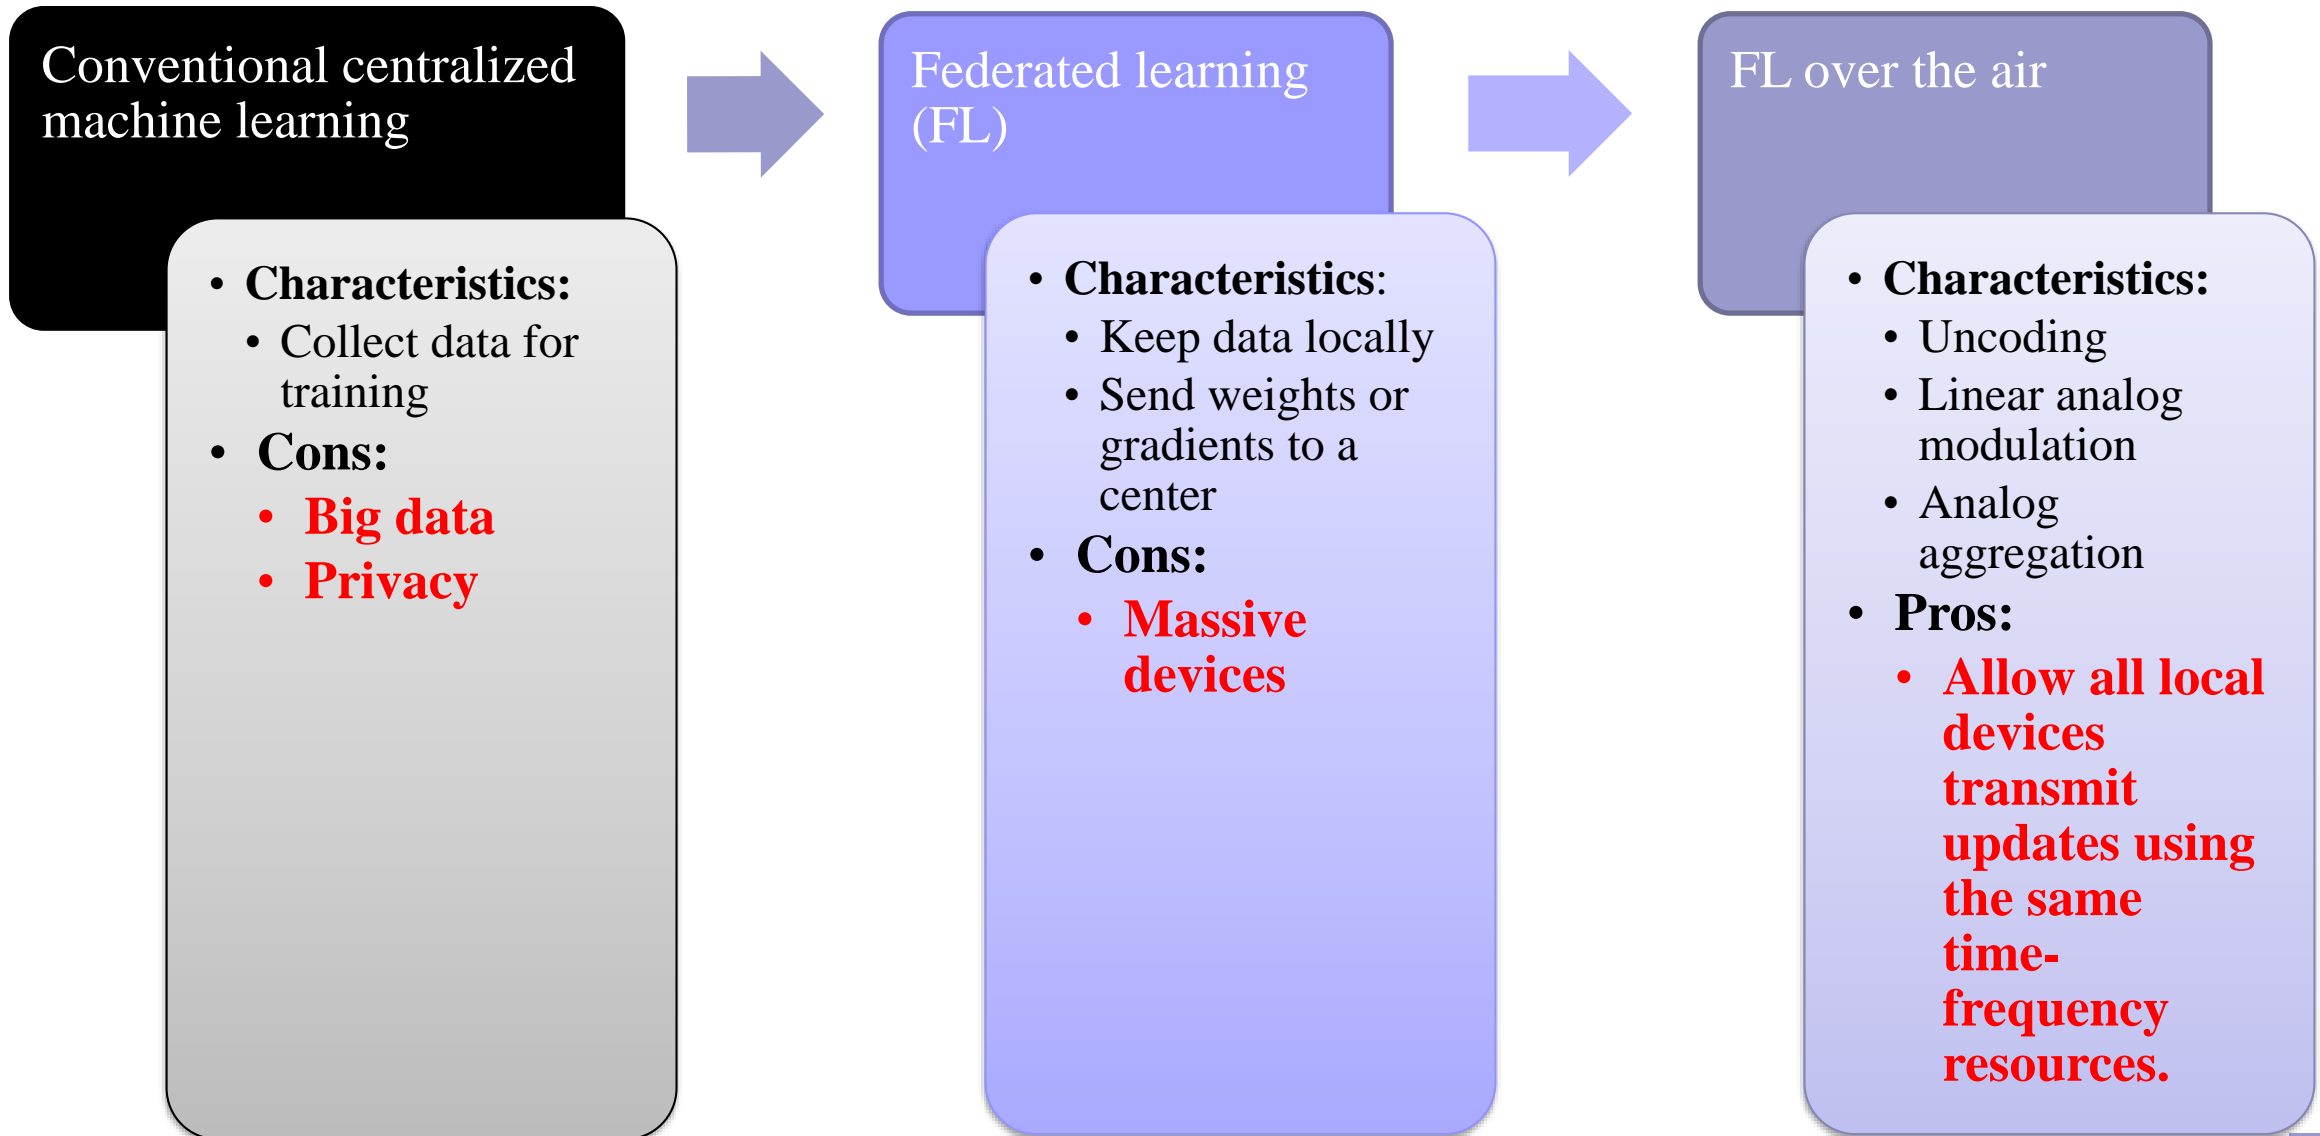 Conventional centralized
machine learning
• Characteristics:
• Collect data for
training
• Cons:
• Big data
• Privacy
Federated learning
(FL)
• Characteristics:
• Keep data locally
• Send weights or
gradients to a
center
• Cons:
• Massive
devices
FL over the air
• Characteristics:
• Uncoding
• Linear analog
modulation
• Analog
aggregation
• Pros:
• Allow all local
devices
transmit
updates using
the same
time-
frequency
resources.